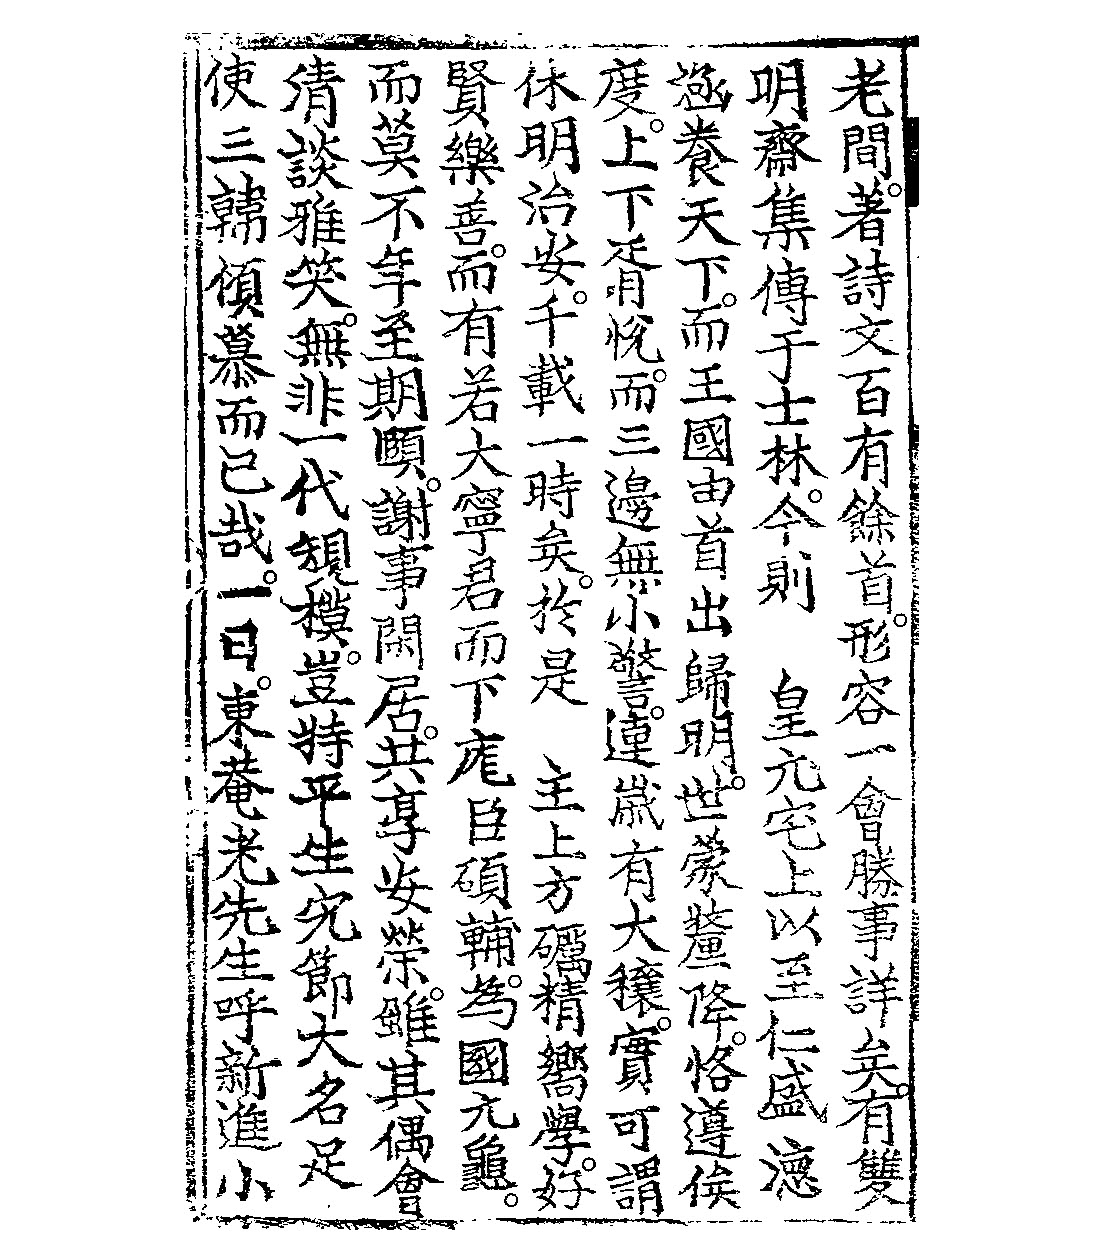 老間。著詩文百有餘首。形容一會勝事詳矣。有雙
明齋集傳于士林。今則　皇元宅上以至仁盛德
涵養天下。而王國由首出歸明。世蒙釐降。恪遵侯
度。上下胥悅。而三邊無小警。連歲有大穰。實可謂
休明治安。千載一時矣。於是　主上方礪精嚮學。好
賢樂善。而有若大寧君而下庬臣碩輔。為國元龜。
而莫不年至期頤。謝事閑居。共享安榮。雖其偶會
淸談雅笑。無非一代規模。豈特平生完節大名足
使三韓傾慕而已哉。一日。東菴老先生呼新進小